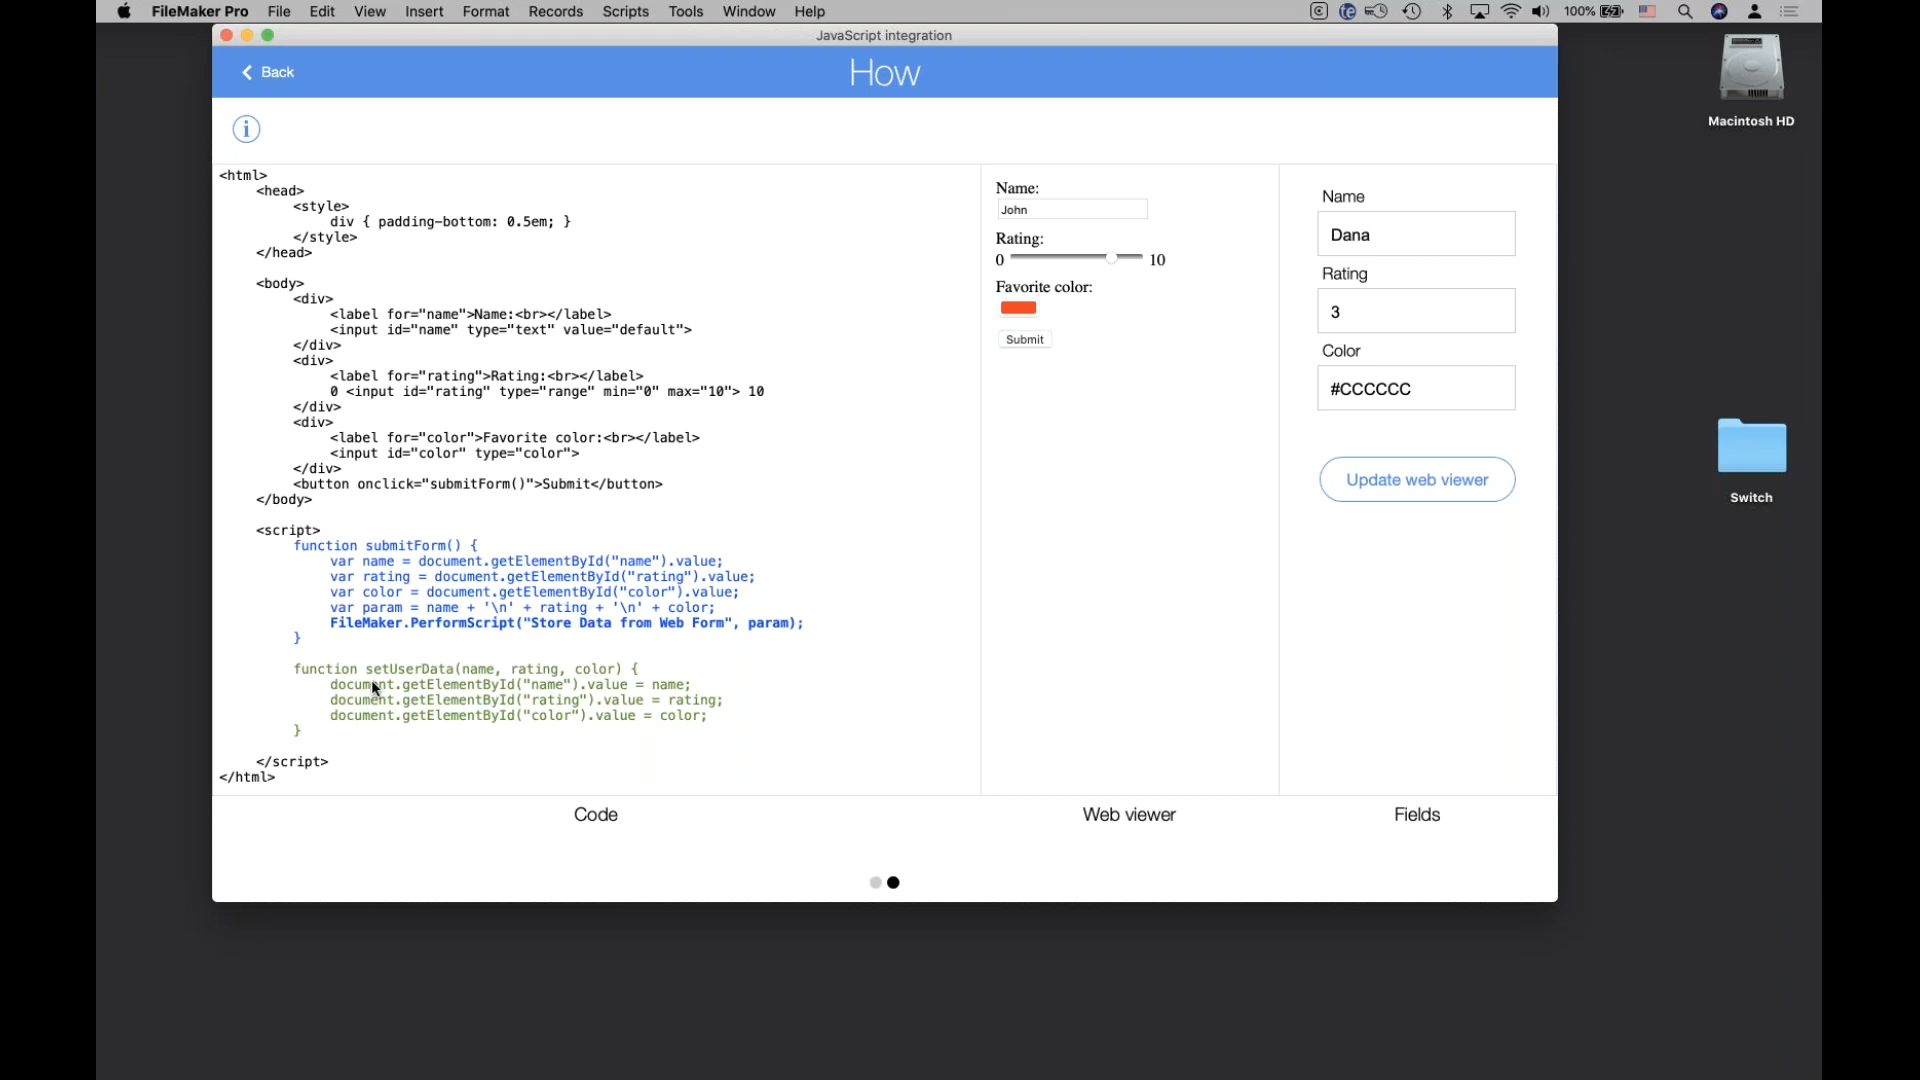 FileMaker Pro File Edit View Insert Format Records Scripts Tools Window Help 100%
JavaScript integration
Back
How
i
<html>
<head>
<style>
div { padding-bottom: 0.5em; }
</style>
</head>
<body>
<div>
<label for="name">Name:<br></label>
<input id="name" type="text" value="default">
</div>
<div>
<label for="rating">Rating:<br></label>
0 <input id="rating" type="range" min="0" max="10"> 10
</div>
<div>
<label for="color">Favorite color:<br></label>
<input id="color" type="color">
</div>
<button onclick="submitForm()">Submit</button>
</body>
<script>
function submitForm() {
var name = document.getElementById("name").value;
var rating = document.getElementById("rating").value;
var color = document.getElementById("color").value;
var param = name + '\n' + rating + '\n' + color;
FileMaker.PerformScript("Store Data from Web Form", param);
}
function setUserData(name, rating, color) {
document.getElementById("name").value = name;
document.getElementById("rating").value = rating;
document.getElementById("color").value = color;
}
</script>
</html>
Code
Name:
John
Rating:
0 10
Favorite color:
Submit
Web viewer
Name
Dana
Rating
3
Color
#CCCCCC
Update web viewer
Fields
Macintosh HD
Switch